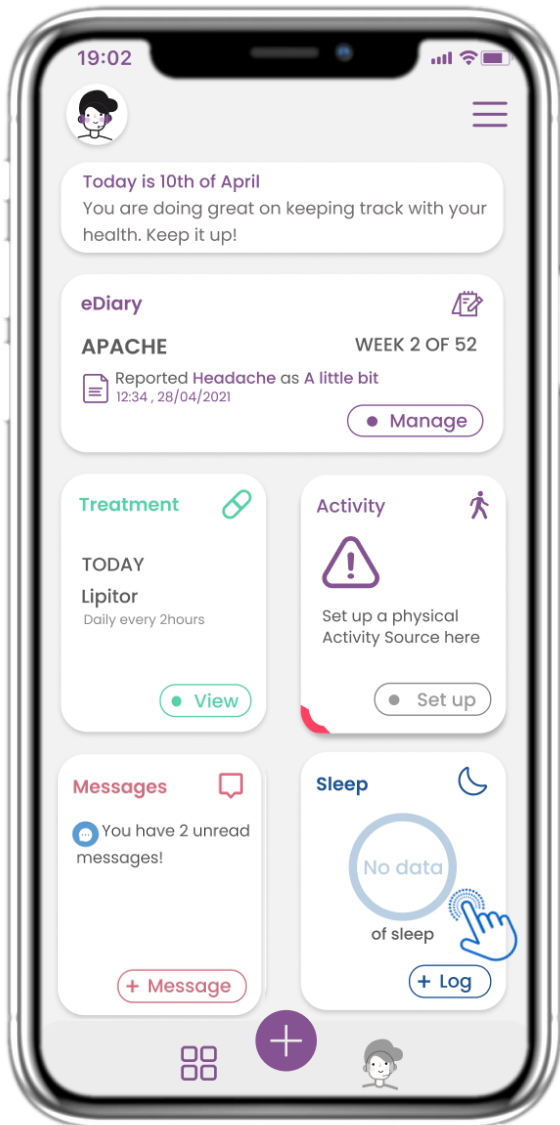 19:02
Today is 10th of April
You are doing great on keeping track with your
health. Keep it up!
eDiary
APACHE
WEEK 2 OF 52
Reported Headache as A little bit
12:34 , 28/04/2021
Manage
Treatment
TODAY
Lipitor
Daily every 2hours
View
Activity
Set up a physical
Activity Source here
Set up
Messages
You have 2 unread
messages!
+ Message
Sleep
No data
of sleep
+ Log